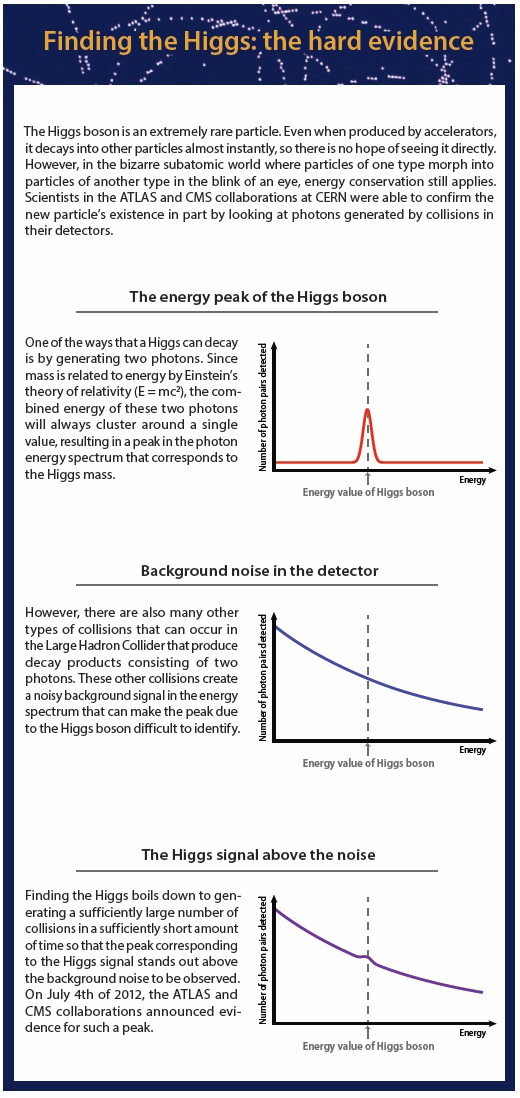 Finding the Higgs: the hard evidence
The Higgs boson is an extremely rare particle. Even when produced by accelerators,
it decays into other particles almost instantly, so there is no hope of seeing it directly.
However, in the bizarre subatomic world where particles of one type morph into
particles of another type in the blink of an eye, energy conservation still applies.
Scientists in the ATLAS and CMS collaborations at CERN were able to confirm the
new particle's existence in part by looking at photons generated by collisions in
their detectors.
The energy peak of the Higgs boson
One of the ways that a Higgs can decay
is by generating two photons. Since
mass is related to energy by Einstein's
theory of relativity (E = mc²), the com-
bined energy of these two photons
will always cluster around a single
value, resulting in a peak in the photon
energy spectrum that corresponds to
the Higgs mass.
Number of photon pairs detected
Energy
Energy value of Higgs boson
Background noise in the detector
However, there are also many other
types of collisions that can occur in
the Large Hadron Collider that produce
decay products consisting of two
photons. These other collisions create
a noisy background signal in the energy
spectrum that can make the peak due
to the Higgs boson difficult to identify.
Number of photon pairs detected
Energy
Energy value of Higgs boson
The Higgs signal above the noise
Finding the Higgs boils down to gen-
erating a sufficiently large number of
collisions in a sufficiently short amount
of time so that the peak corresponding
to the Higgs signal stands out above
the background noise to be observed.
On July 4th of 2012, the ATLAS and
CMS collaborations announced evi-
dence for such a peak.
Number of photon pairs detected
Energy
Energy value of Higgs boson